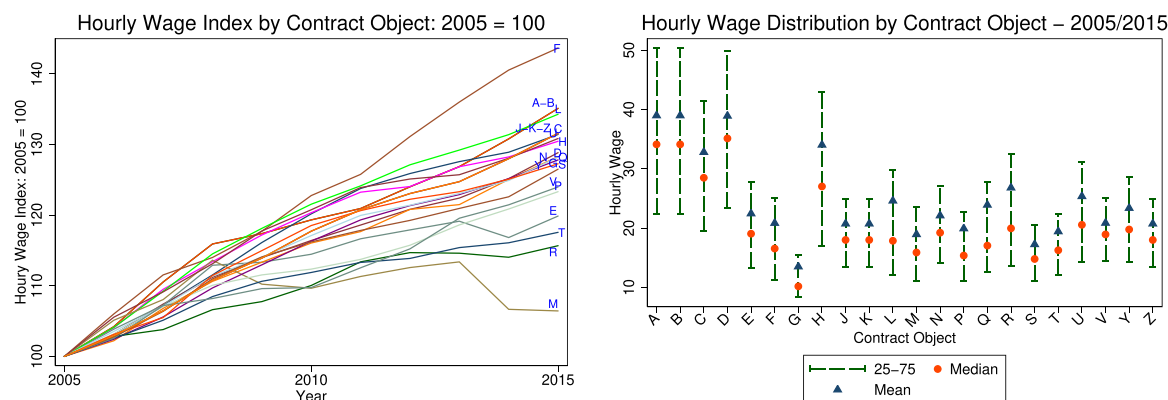 Hourly Wage Index by Contract Object: 2005 = 100
Hourly Wage Index: 2005 = 100
140
130
120
110
100
F
A-B
L
J-K-Z
C
U
H
D
N
Q
Y
G
S
V
P
E
T
R
M
2005
2010
2015
Year
Hourly Wage Distribution by Contract Object - 2005/2015
Hourly Wage
50
40
30
20
10
A B C D E F G H J K L M N P Q R S T U V Y Z
Contract Object
25-75
Median
Mean